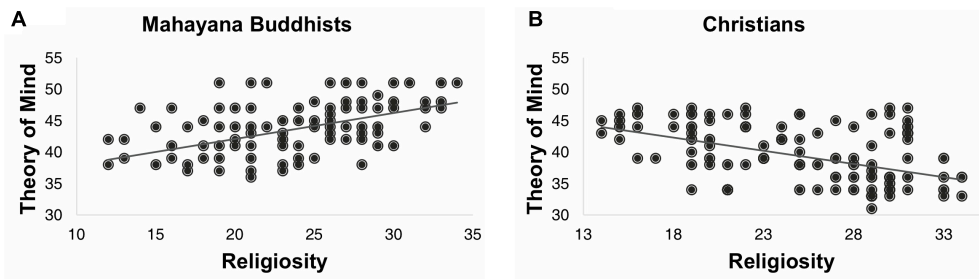 A
Mahayana Buddhists
Theory of Mind
55
50
45
40
35
30
10 15 20 25 30 35
Religiosity
B
Christians
Theory of Mind
55
50
45
40
35
30
13 18 23 28 33
Religiosity